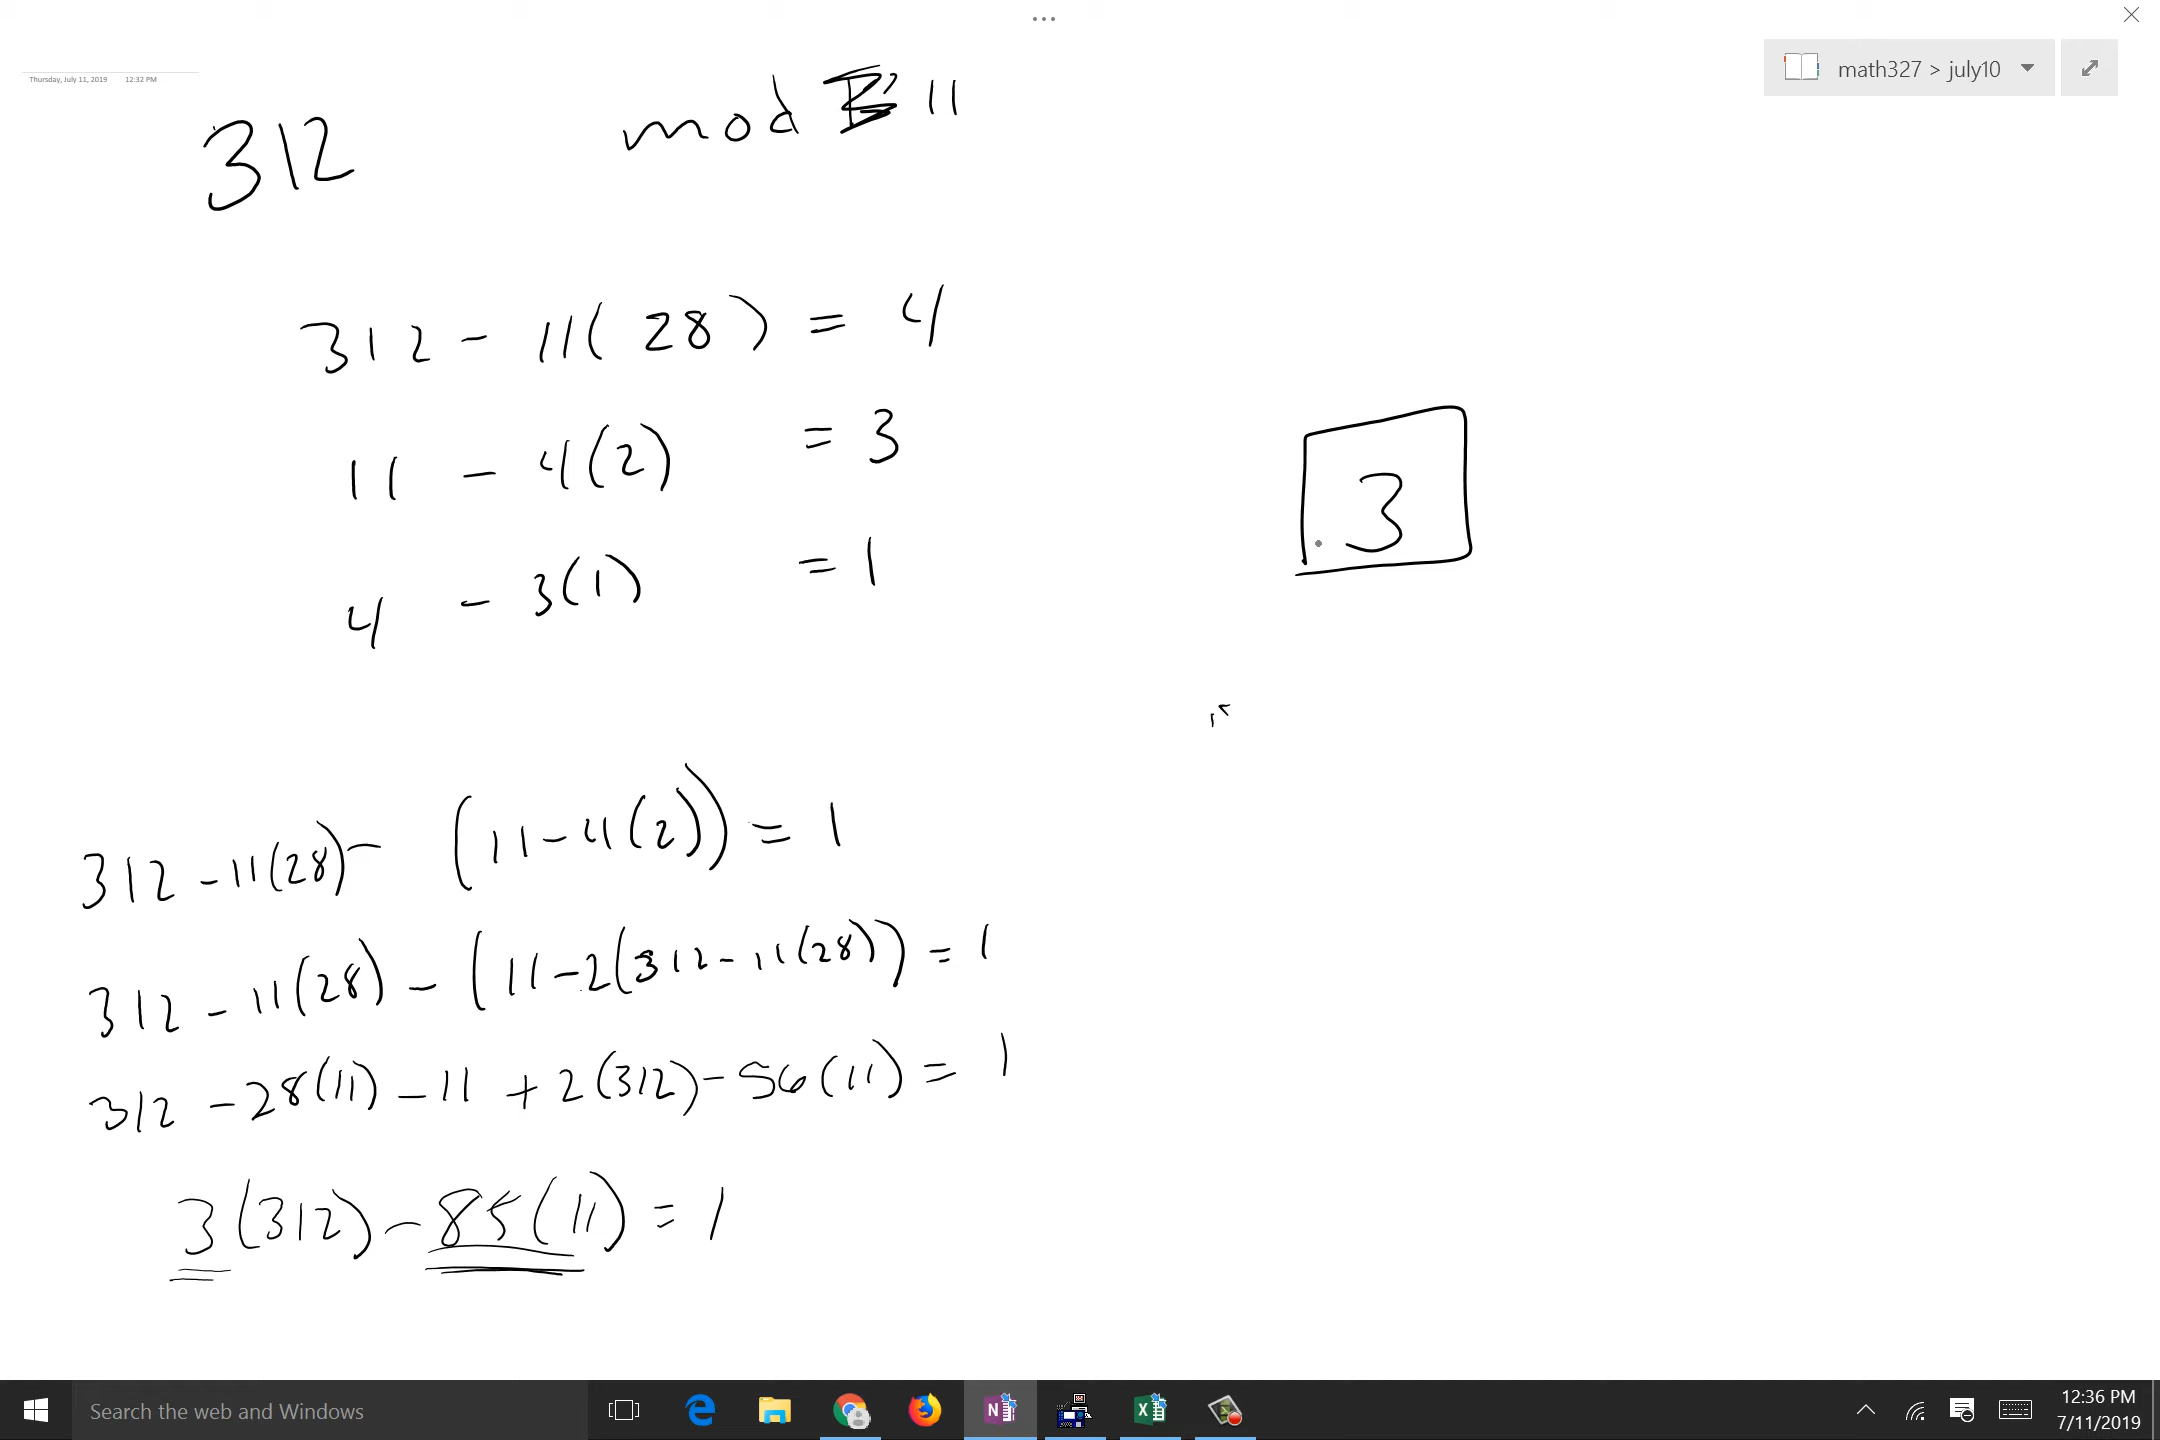 math327 > july10
Thursday, July 11, 2019 12:32 PM
312 mod 11
312 - 11( 28 ) = 4
11 - 4(2) = 3
4 - 3(1) = 1
3
312 - 11(28) - (11 - 4(2)) = 1
312 - 11(28) - (11 - 2(312 - 11(28)) = 1
312 - 28(11) - 11 + 2(312) - 56(11) = 1
3(312) - 85(11) = 1
Search the web and Windows
12:36 PM
7/11/2019